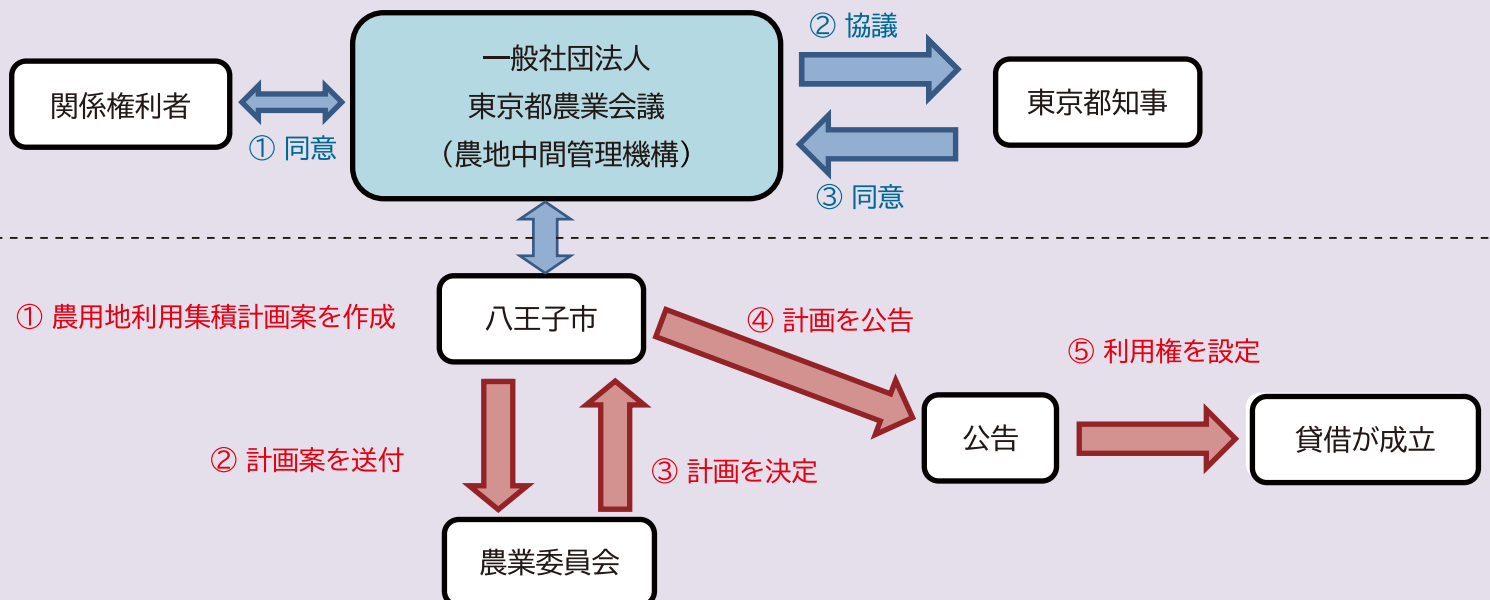 ② 協議
一般社団法人
東京都農業会議
（農地中間管理機構）
関係権利者
東京都知事
① 同意
③ 同意
① 農用地利用集積計画案を作成
八王子市
④ 計画を公告
⑤ 利用権を設定
公告
貸借が成立
② 計画案を送付
③ 計画を決定
農業委員会